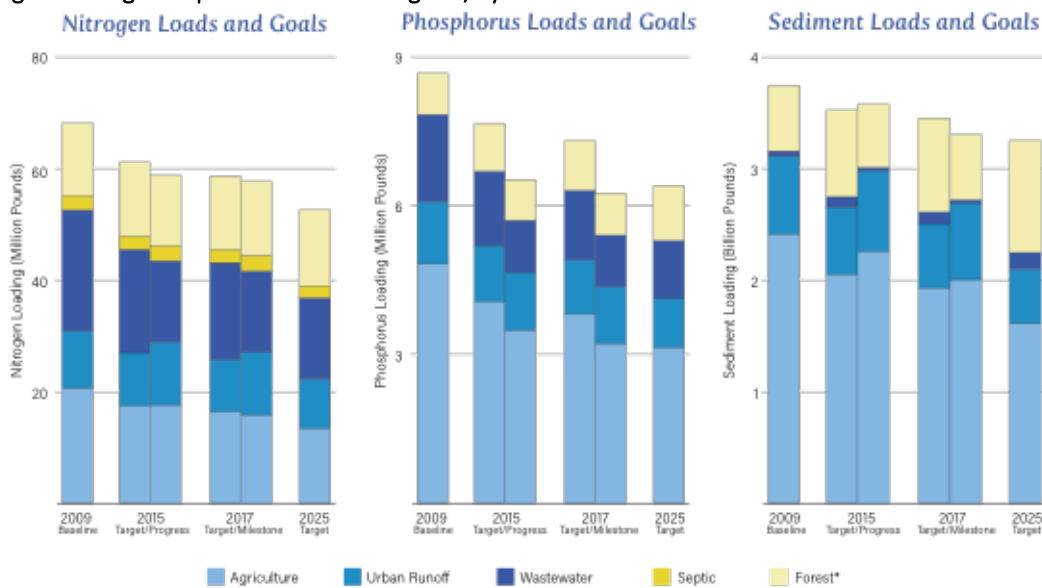 Nitrogen Loads and Goals
80
60
40
20
Nitrogen Loading (Million Pounds)
2009
Baseline
2015
Target/Progress
2017
Target/Milestone
2025
Target
Phosphorus Loads and Goals
9
6
3
Phosphorus Loading (Million Pounds)
2009
Baseline
2015
Target/Progress
2017
Target/Milestone
2025
Target
Sediment Loads and Goals
4
3
2
1
Sediment Loading (Billion Pounds)
2009
Baseline
2015
Target/Progress
2017
Target/Milestone
2025
Target
Agriculture
Urban Runoff
Wastewater
Septic
Forest*